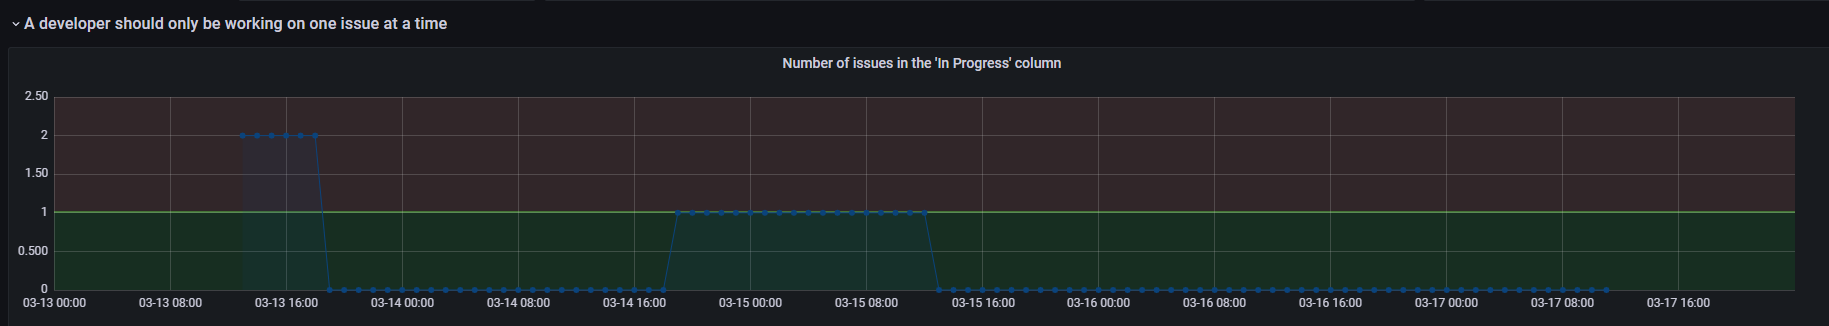 A developer should only be working on one issue at a time
Number of issues in the 'In Progress' column
2.50
2
1.50
1
0.500
0
03-13 00:00 03-13 08:00 03-13 16:00 03-14 00:00 03-14 08:00 03-14 16:00 03-15 00:00 03-15 08:00 03-15 16:00 03-16 00:00 03-16 08:00 03-16 16:00 03-17 00:00 03-17 08:00 03-17 16:00